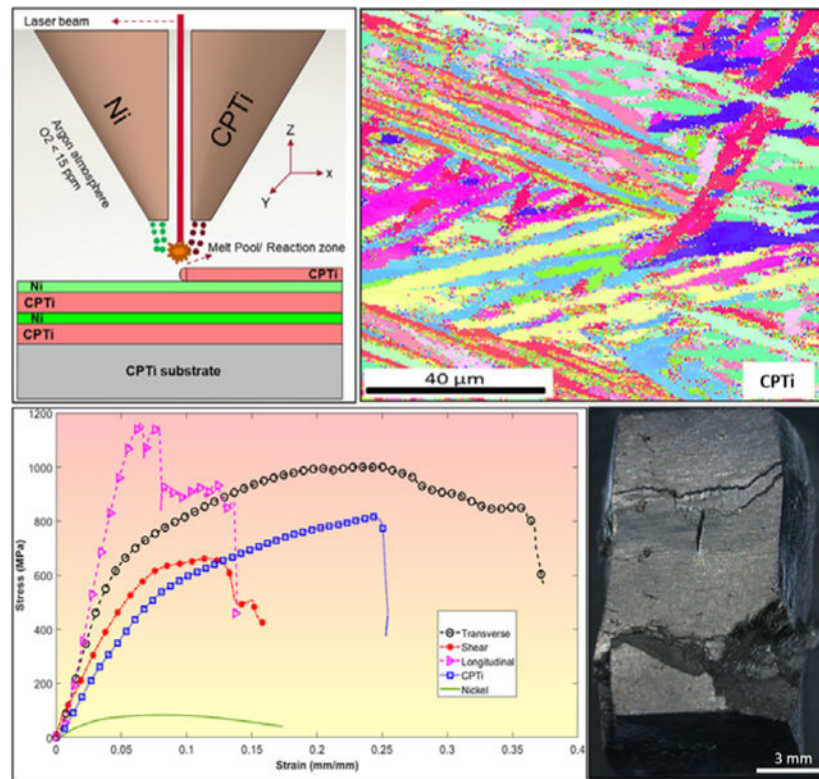 Laser beam
Ni
CPTi
Argon atmosphere
O2 < 15 ppm
Z
x
Y
Melt Pool/ Reaction zone
CPTi
Ni
CPTi
Ni
CPTi
CPTi substrate
40 µm
CPTi
1200
1000
800
600
400
200
0
Stress (MPa)
Transverse
Shear
Longitudinal
CPTi
Nickel
0
0.05
0.1
0.15
0.2
0.25
0.3
0.35
0.4
Strain (mm/mm)
3 mm